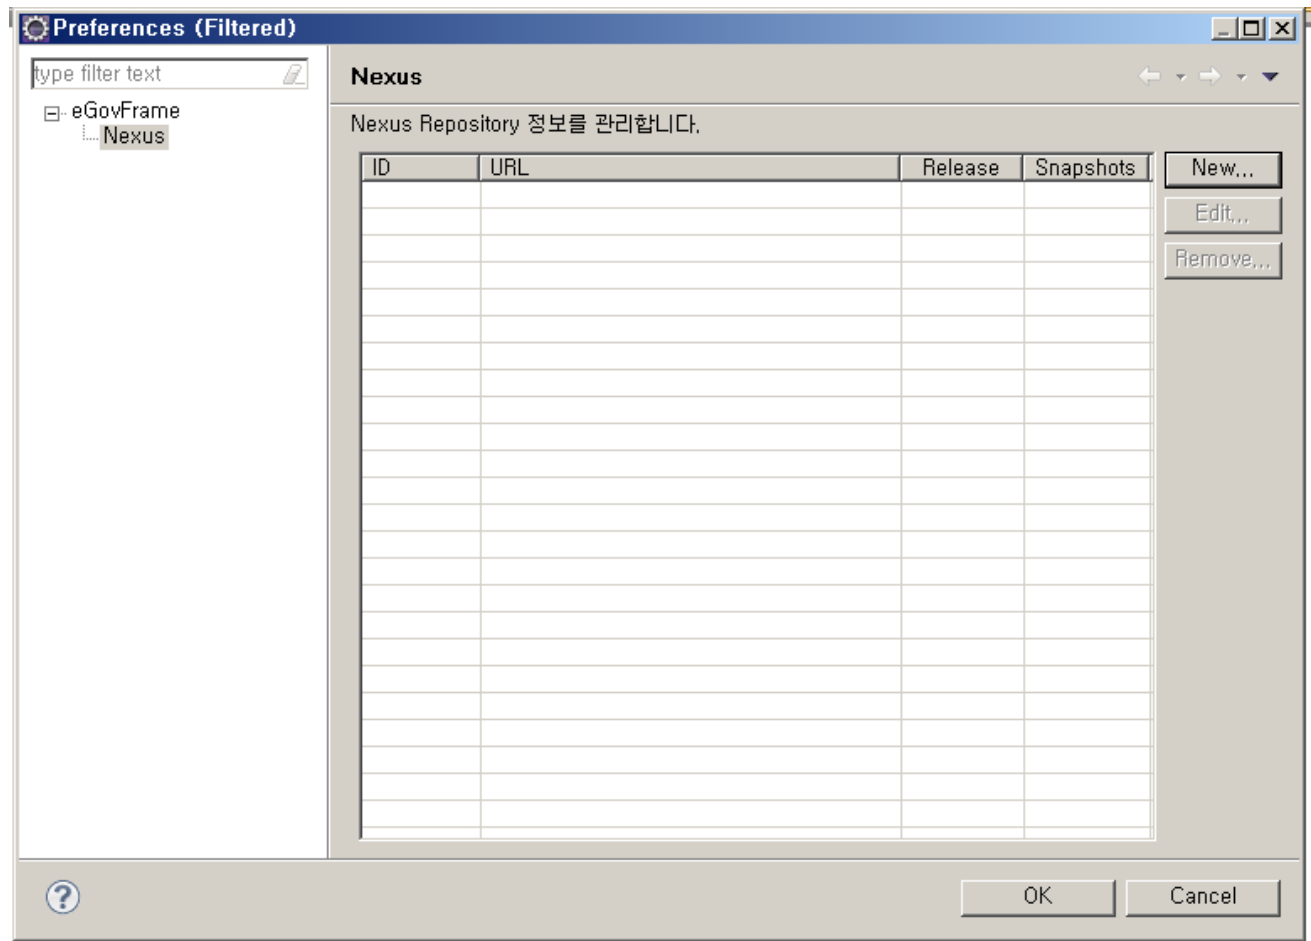 Preferences (Filtered)
type filter text
eGovFrame
Nexus
Nexus
Nexus Repository 정보를 관리합니다.
ID URL Release Snapshots
New...
Edit...
Remove...
OK Cancel